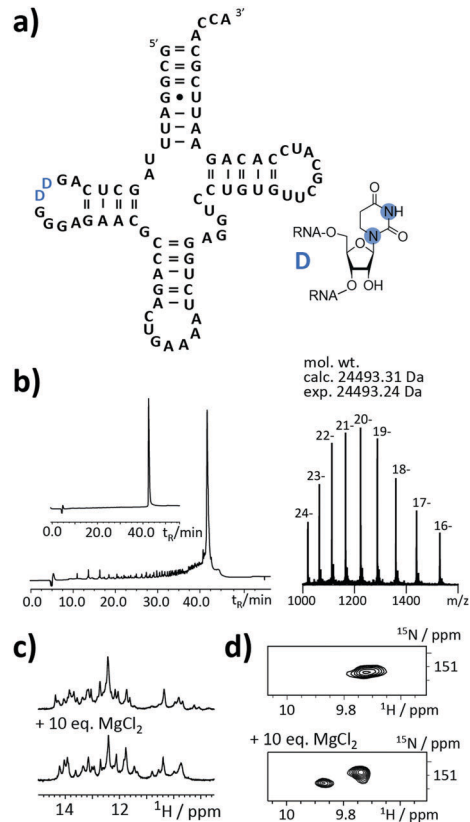 a)
5'
3'
A
C
C
A
G C
C G
G C
G U
A U
U A
U A
U
A
D
D
G
A C U C G
G
G
G A G A A C
G A C A C
C U A C G
C U G U G U U
G
G
A
C
C G
C G
A U
G C
A U
C A
U A
G A A
b)
mol. wt.
calc. 24493.31 Da
exp. 24493.24 Da
D
O
NH
N
O
RNA-O
O
RNA-O OH
24- 23- 22- 21- 20- 19- 18- 17- 16-
0.0 20.0 40.0 tR/min
0.0 10.0 20.0 30.0 40.0 tR/min
1000 1200 1400 m/z
c)
+ 10 eq. MgCl2
14 12 1H / ppm
d)
15N / ppm
151
10 9.8 1H / ppm
+ 10 eq. MgCl2
15N / ppm
151
10 9.8 1H / ppm